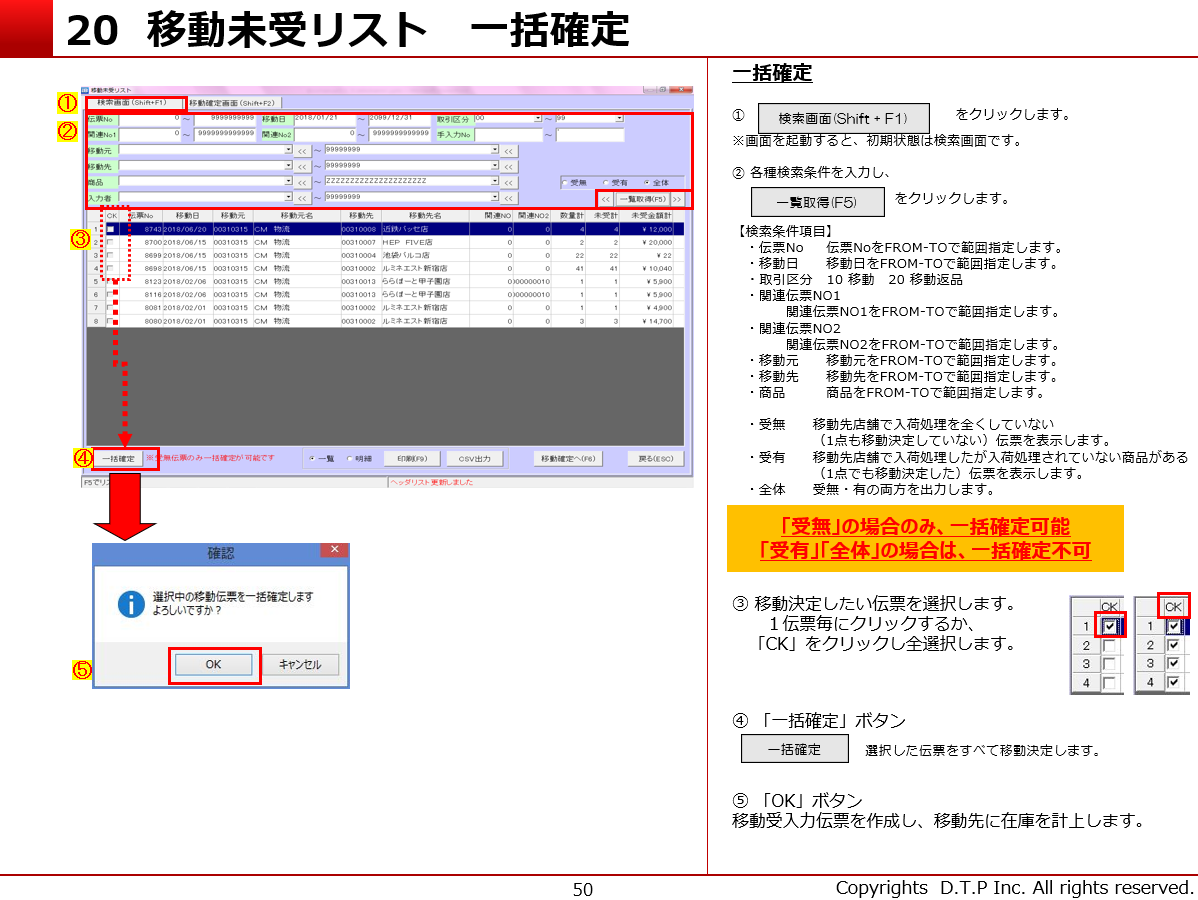 20 移動未受リスト 一括確定
移動未受リスト
① 検索画面(Shift+F1) 移動確定画面(Shift+F2)
② 伝票No 0 ～ 9999999999 移動日 2018/01/21 ～ 2099/12/31 取引区分 00 ～ 99
関連No1 0 ～ 9999999999999 関連No2 0 ～ 9999999999999 手入力No ～
移動元 << ～ 99999999 <<
移動先 << ～ 99999999 <<
商品 << ～ ZZZZZZZZZZZZZZZZZZZZZ << 受無 受有 全体
入力者 << ～ 99999999 << << 一覧取得(F5) >>
CK 伝票No 移動日 移動元 移動元名 移動先 移動先名 関連NO 関連NO2 数量計 未受計 未受金額計
③
1 8743 2018/06/20 00310315 CM 物流 00310008 近鉄パッセ店 0 0 4 4 ¥ 12,000
2 8700 2018/06/15 00310315 CM 物流 00310007 HEP FIVE店 0 0 2 2 ¥ 20,000
3 8699 2018/06/15 00310315 CM 物流 00310004 池袋パルコ店 0 0 22 22 ¥ 22
4 8698 2018/06/15 00310315 CM 物流 00310002 ルミネエスト新宿店 0 0 41 41 ¥ 10,040
5 8123 2018/02/06 00310315 CM 物流 00310013 ららぽーと甲子園店 0 )00000010 1 1 ¥ 5,900
6 8116 2018/02/06 00310315 CM 物流 00310013 ららぽーと甲子園店 0 )00000010 1 1 ¥ 5,900
7 8081 2018/02/01 00310315 CM 物流 00310002 ルミネエスト新宿店 0 0 1 1 ¥ 4,900
8 8080 2018/02/01 00310315 CM 物流 00310002 ルミネエスト新宿店 0 0 3 3 ¥ 14,700
④ 一括確定 ※受無伝票のみ一括確定が可能です 一覧 明細 印刷(F9) CSV出力 移動確定へ(F6) 戻る(ESC)
F5でリス ヘッダリスト更新しました
確認
選択中の移動伝票を一括確定します
よろしいですか？
⑤ OK キャンセル
一括確定
① 検索画面(Shift + F1) をクリックします。
※画面を起動すると、初期状態は検索画面です。
② 各種検索条件を入力し、
一覧取得(F5) をクリックします。
【検索条件項目】
・伝票No 伝票NoをFROM-TOで範囲指定します。
・移動日 移動日をFROM-TOで範囲指定します。
・取引区分 10 移動 20 移動返品
・関連伝票NO1
関連伝票NO1をFROM-TOで範囲指定します。
・関連伝票NO2
関連伝票NO2をFROM-TOで範囲指定します。
・移動元 移動元をFROM-TOで範囲指定します。
・移動先 移動先をFROM-TOで範囲指定します。
・商品 商品をFROM-TOで範囲指定します。
・受無 移動先店舗で入荷処理を全くしていない
（1点も移動決定していない）伝票を表示します。
・受有 移動先店舗で入荷処理したが入荷処理されていない商品がある
（1点でも移動決定した）伝票を表示します。
・全体 受無・有の両方を出力します。
「受無」の場合のみ、一括確定可能
「受有」「全体」の場合は、一括確定不可
③ 移動決定したい伝票を選択します。
１伝票毎にクリックするか、
「CK」をクリックし全選択します。
CK
1
2
3
4
CK
1
2
3
4
④ 「一括確定」ボタン
一括確定 選択した伝票をすべて移動決定します。
⑤ 「OK」ボタン
移動受入力伝票を作成し、移動先に在庫を計上します。
50
Copyrights D.T.P Inc. All rights reserved.